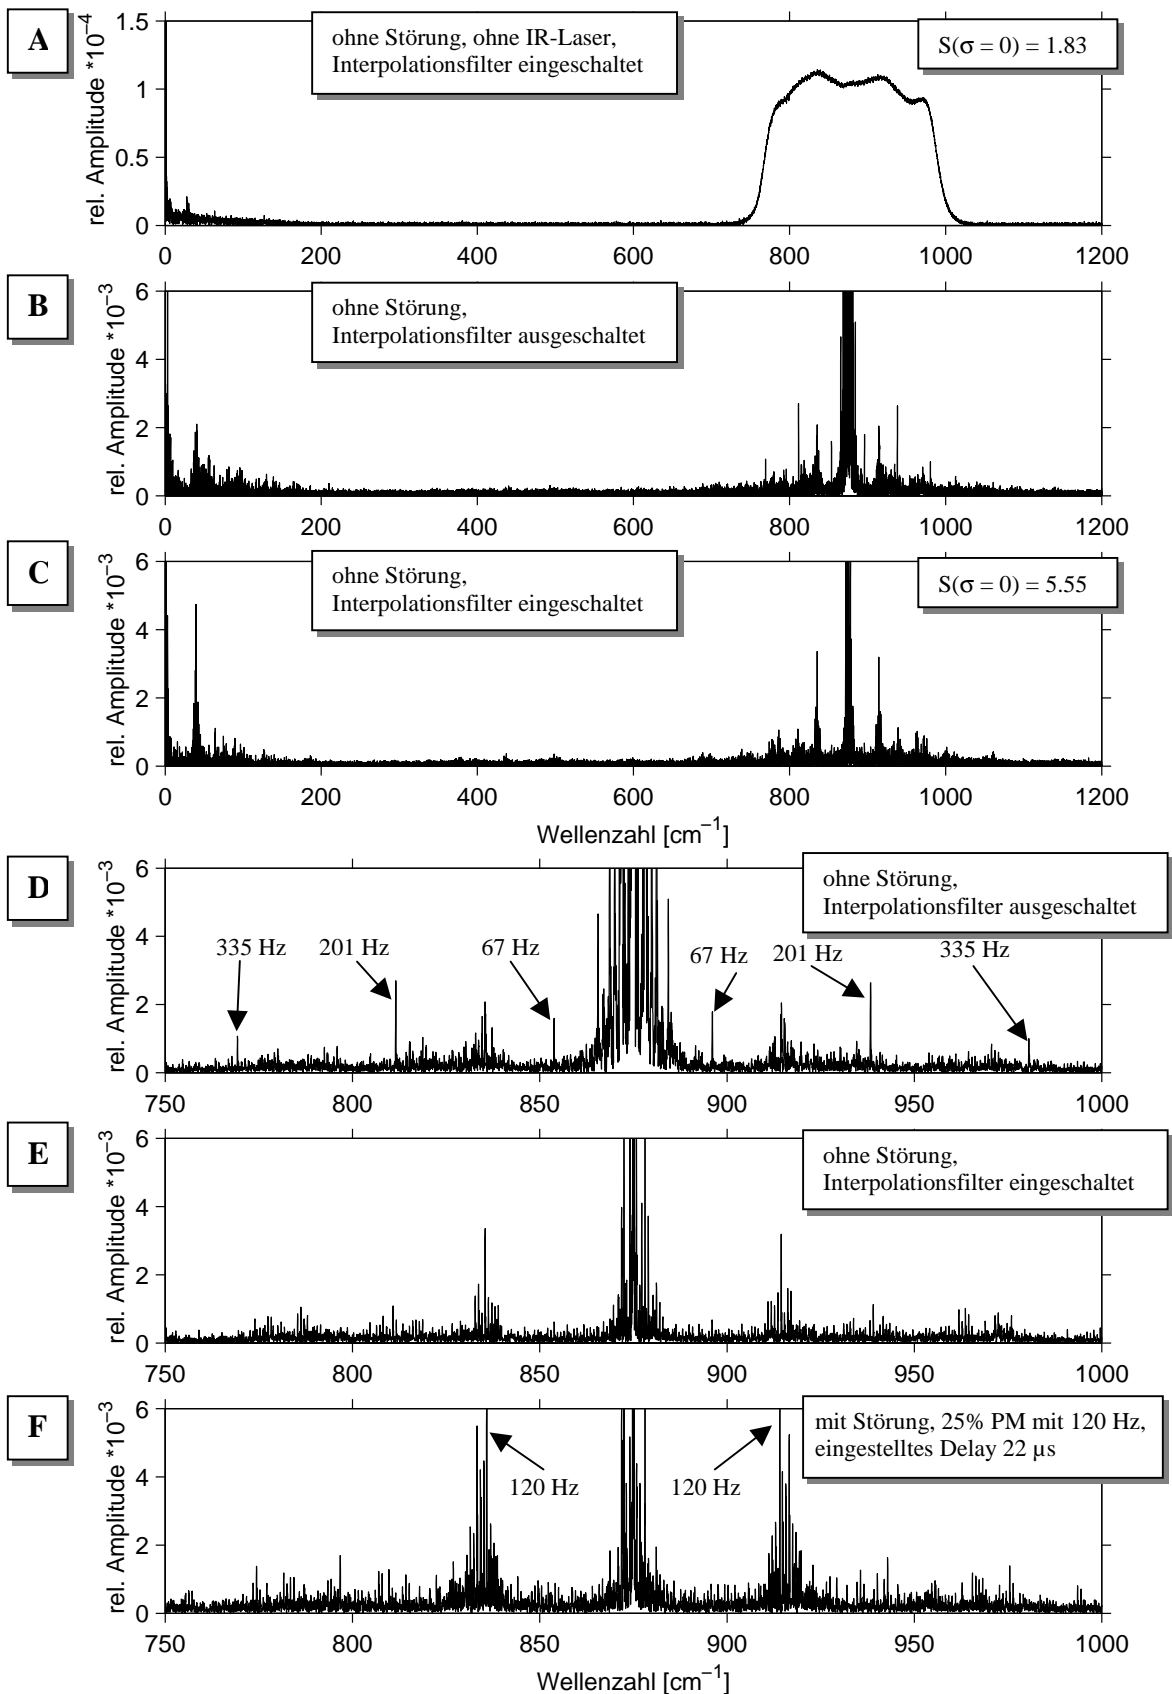 A
rel. Amplitude *10⁻⁴
1.5
1
0.5
0
ohne Störung, ohne IR-Laser,
Interpolationsfilter eingeschaltet
S(σ = 0) = 1.83
0 200 400 600 800 1000 1200
B
rel. Amplitude *10⁻³
6
4
2
0
ohne Störung,
Interpolationsfilter ausgeschaltet
0 200 400 600 800 1000 1200
C
rel. Amplitude *10⁻³
6
4
2
0
ohne Störung,
Interpolationsfilter eingeschaltet
S(σ = 0) = 5.55
0 200 400 600 800 1000 1200
Wellenzahl [cm⁻¹]
D
rel. Amplitude *10⁻³
6
4
2
0
ohne Störung,
Interpolationsfilter ausgeschaltet
335 Hz 201 Hz 67 Hz 67 Hz 201 Hz 335 Hz
750 800 850 900 950 1000
E
rel. Amplitude *10⁻³
6
4
2
0
ohne Störung,
Interpolationsfilter eingeschaltet
750 800 850 900 950 1000
F
rel. Amplitude *10⁻³
6
4
2
0
mit Störung, 25% PM mit 120 Hz,
eingestelltes Delay 22 µs
120 Hz 120 Hz
750 800 850 900 950 1000
Wellenzahl [cm⁻¹]